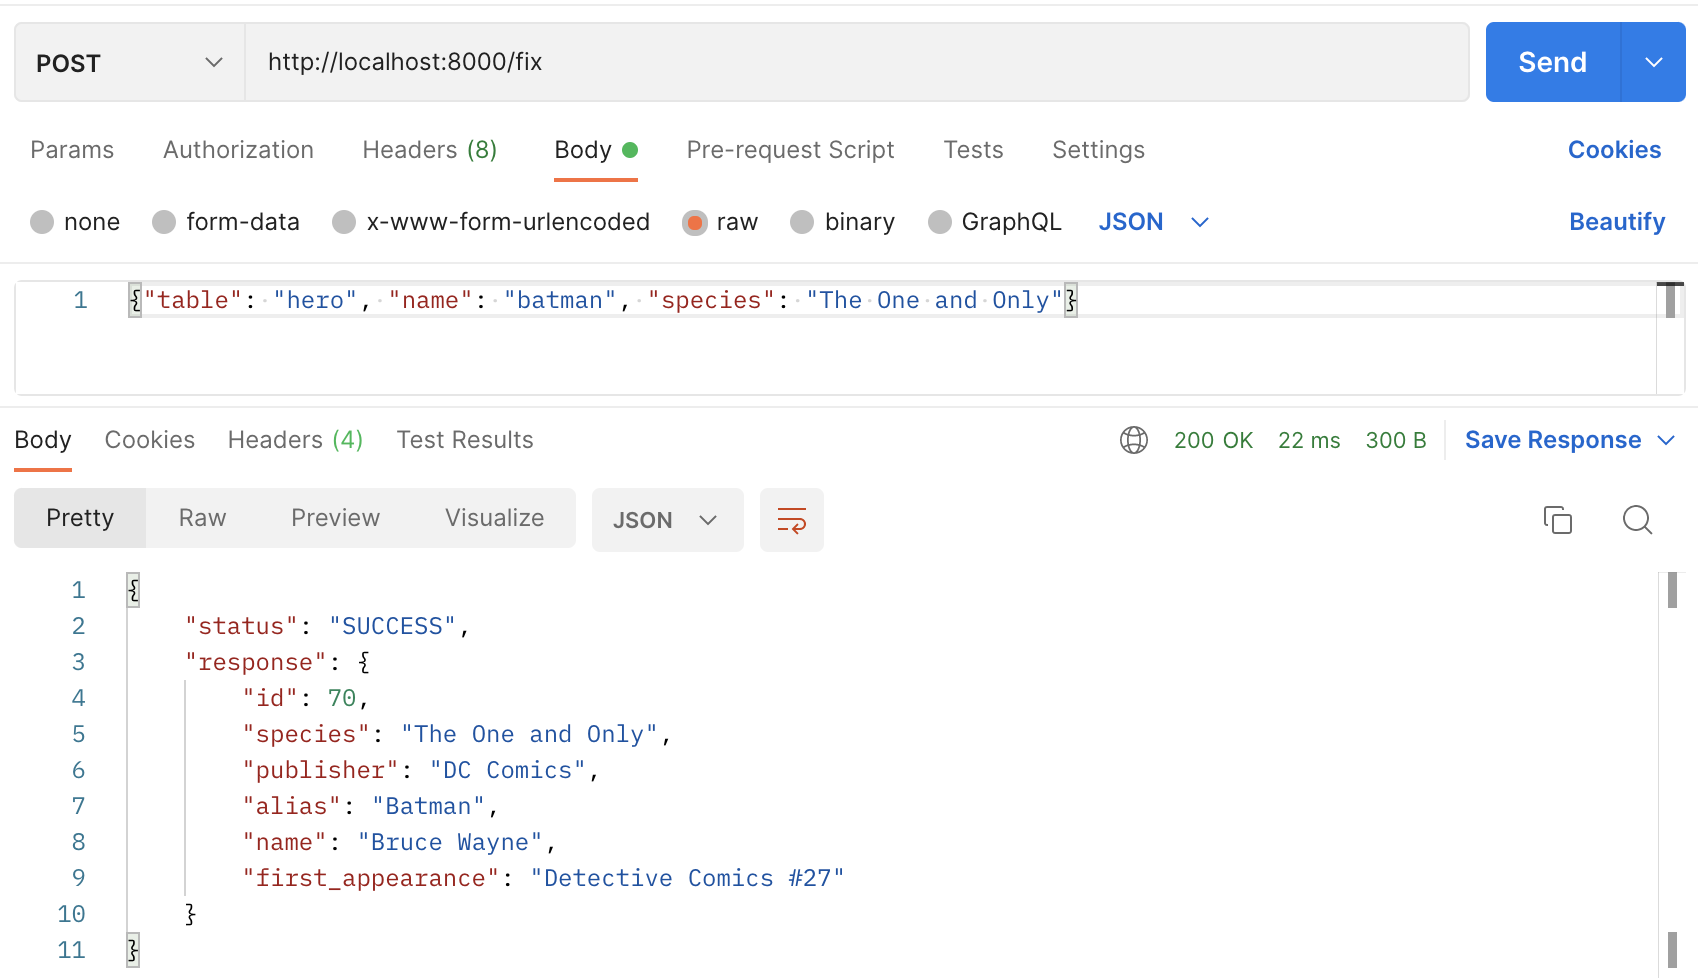 POST http://localhost:8000/fix Send
Params Authorization Headers (8) Body Pre-request Script Tests Settings Cookies
none form-data x-www-form-urlencoded raw binary GraphQL JSON Beautify
1 {"table": "hero", "name": "batman", "species": "The One and Only"}
Body Cookies Headers (4) Test Results 200 OK 22 ms 300 B Save Response
Pretty Raw Preview Visualize JSON
1 {
2 "status": "SUCCESS",
3 "response": {
4 "id": 70,
5 "species": "The One and Only",
6 "publisher": "DC Comics",
7 "alias": "Batman",
8 "name": "Bruce Wayne",
9 "first_appearance": "Detective Comics #27"
10 }
11 }